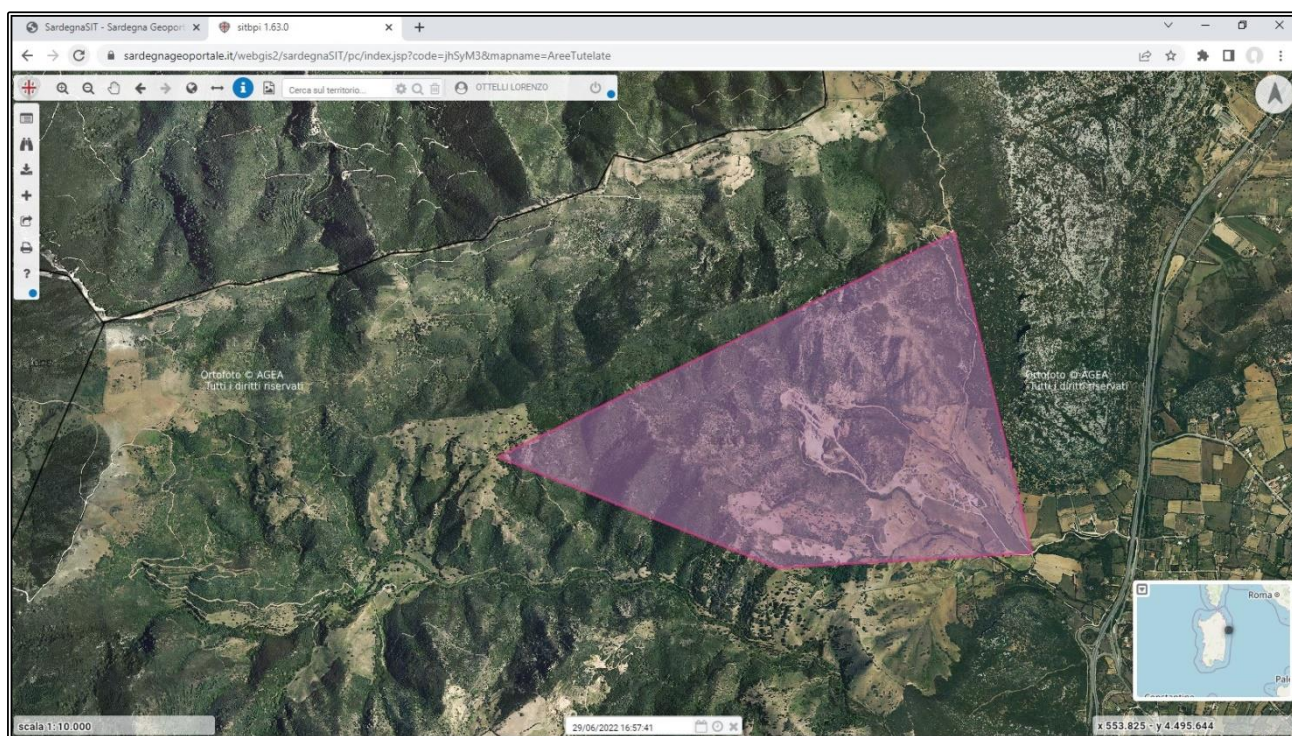 SardegnaSIT - Sardegna Geoport
sitbpi 1.63.0
sardegnageoportale.it/webgis2/sardegnaSIT/pc/index.jsp?code=jhSyM3&mapname=AreeTutelate
Cerca sul territorio...
OTTELLI LORENZO
Ortofoto © AGEA
-Tutti i diritti riservati
Ortofoto © AGEA
-Tutti i diritti riservati
Roma
Pale
Constantine
scala 1:10.000
29/06/2022 16:57:41
x 553.825 - y 4.495.644